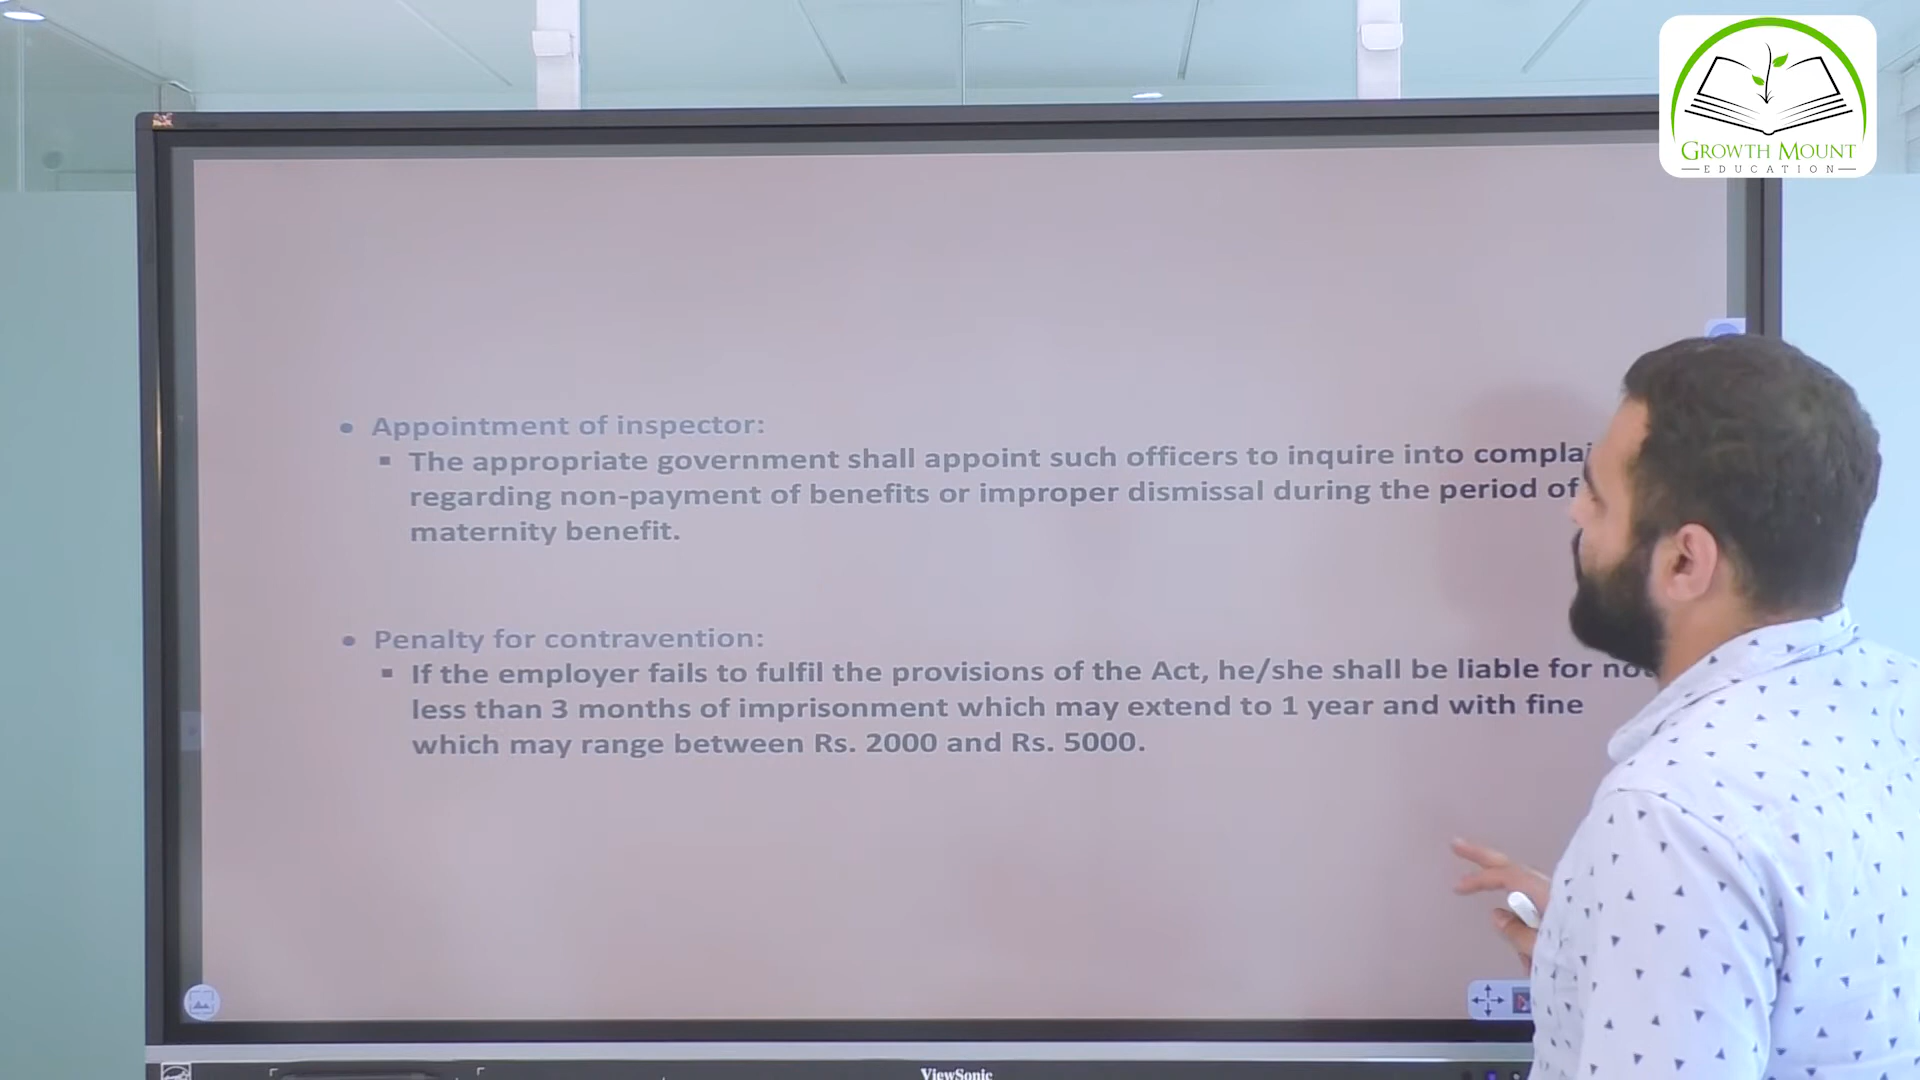 GROWTH MOUNT
EDUCATION
• Appointment of inspector:
▪ The appropriate government shall appoint such officers to inquire into
regarding non-payment of benefits or improper dismissal during the period of
maternity benefit.
• Penalty for contravention:
▪ If the employer fails to fulfil the provisions of the Act, he/she shall be liable for
less than 3 months of imprisonment which may extend to 1 year and with fine
which may range between Rs. 2000 and Rs. 5000.
ViewSonic